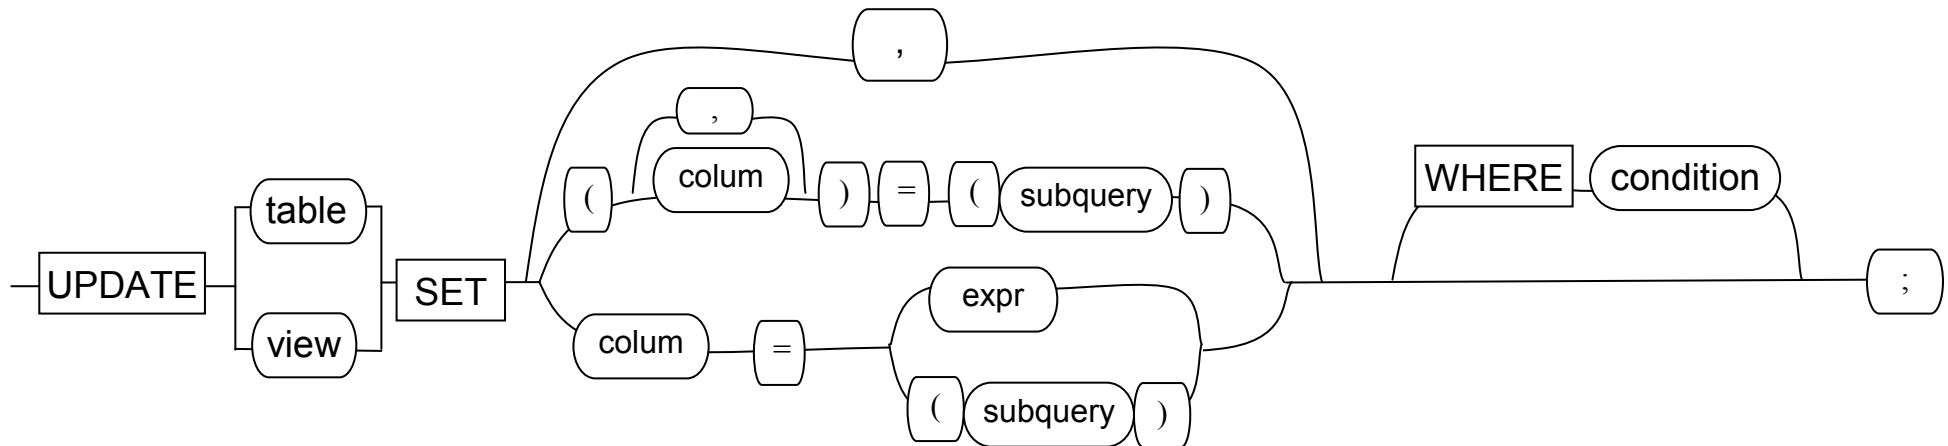 ,
,
( colum ) = ( subquery )
WHERE condition
table
UPDATE SET ;
view
expr
colum =
( subquery )